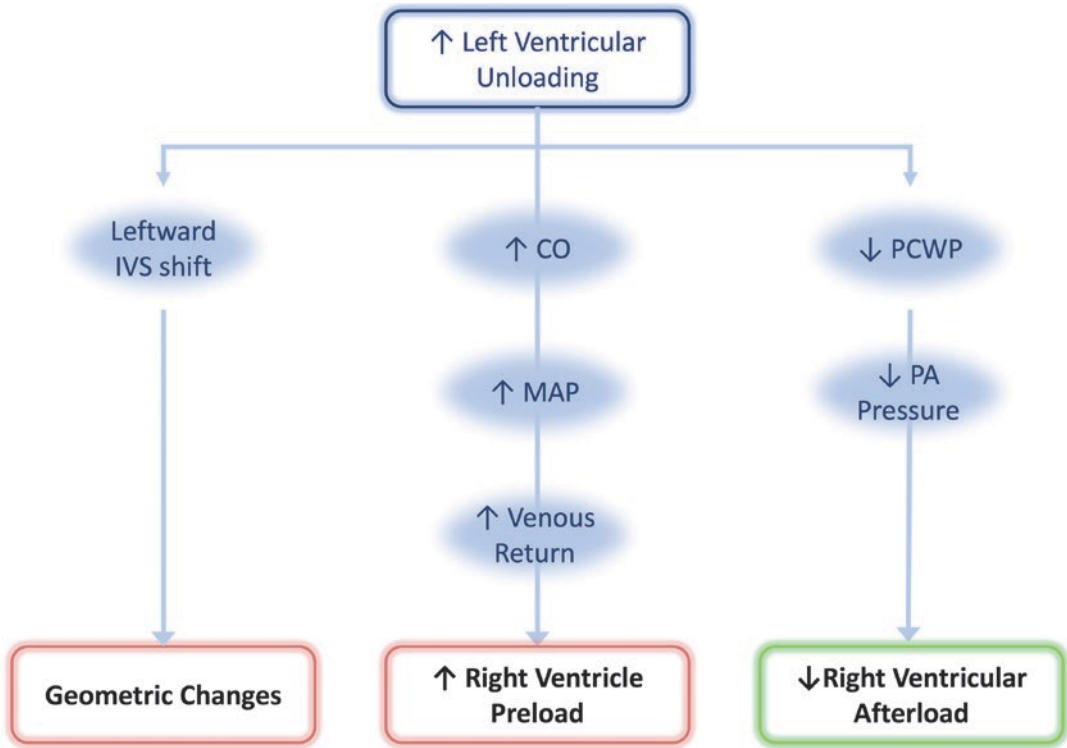 ↑ Left Ventricular
Unloading
Leftward
IVS shift
↑ CO
↓ PCWP
↑ MAP
↓ PA
Pressure
↑ Venous
Return
Geometric Changes
↑ Right Ventricle
Preload
↓Right Ventricular
Afterload